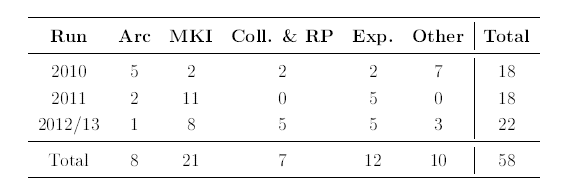 Run Arc MKI Coll. & RP Exp. Other Total
2010 5 2 2 2 7 18
2011 2 11 0 5 0 18
2012/13 1 8 5 5 3 22
Total 8 21 7 12 10 58